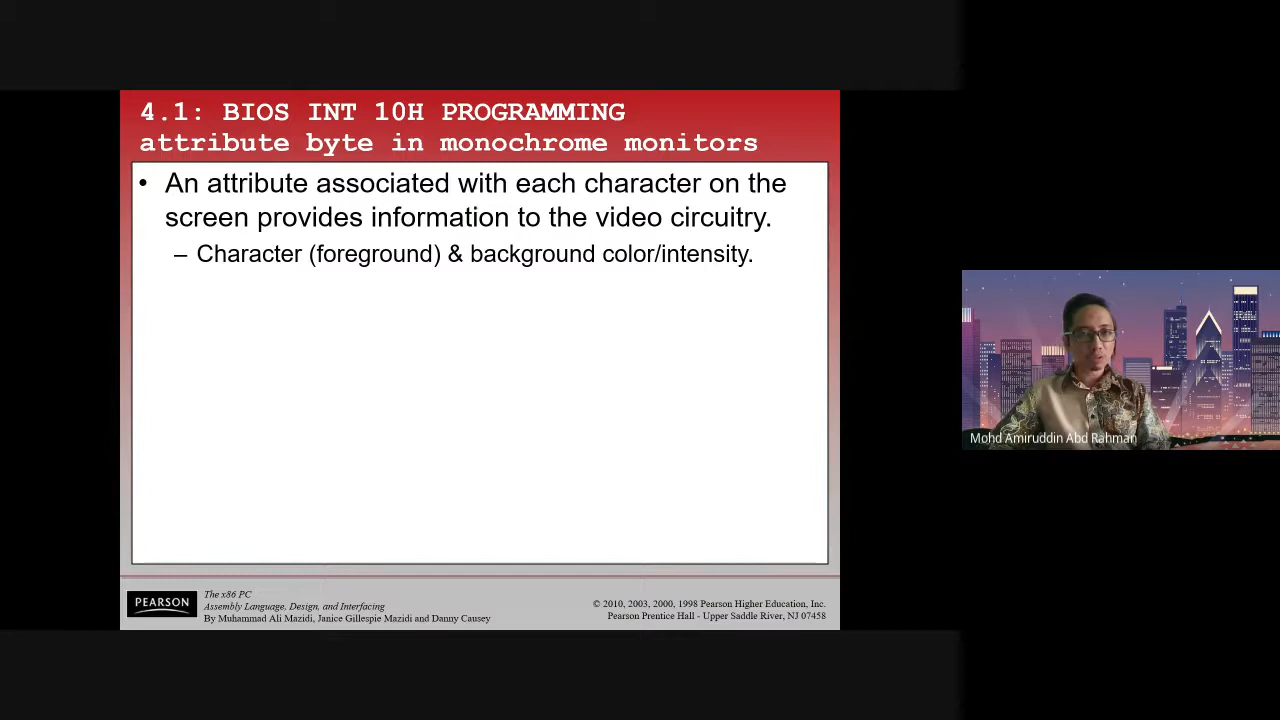 4.1: BIOS INT 10H PROGRAMMING
attribute byte in monochrome monitors
• An attribute associated with each character on the
screen provides information to the video circuitry.
– Character (foreground) & background color/intensity.
Mohd Amiruddin Abd Rahman
PEARSON
The x86 PC
Assembly Language, Design, and Interfacing
By Muhammad Ali Mazidi, Janice Gillespie Mazidi and Danny Causey
© 2010, 2003, 2000, 1998 Pearson Higher Education, Inc.
Pearson Prentice Hall - Upper Saddle River, NJ 07458